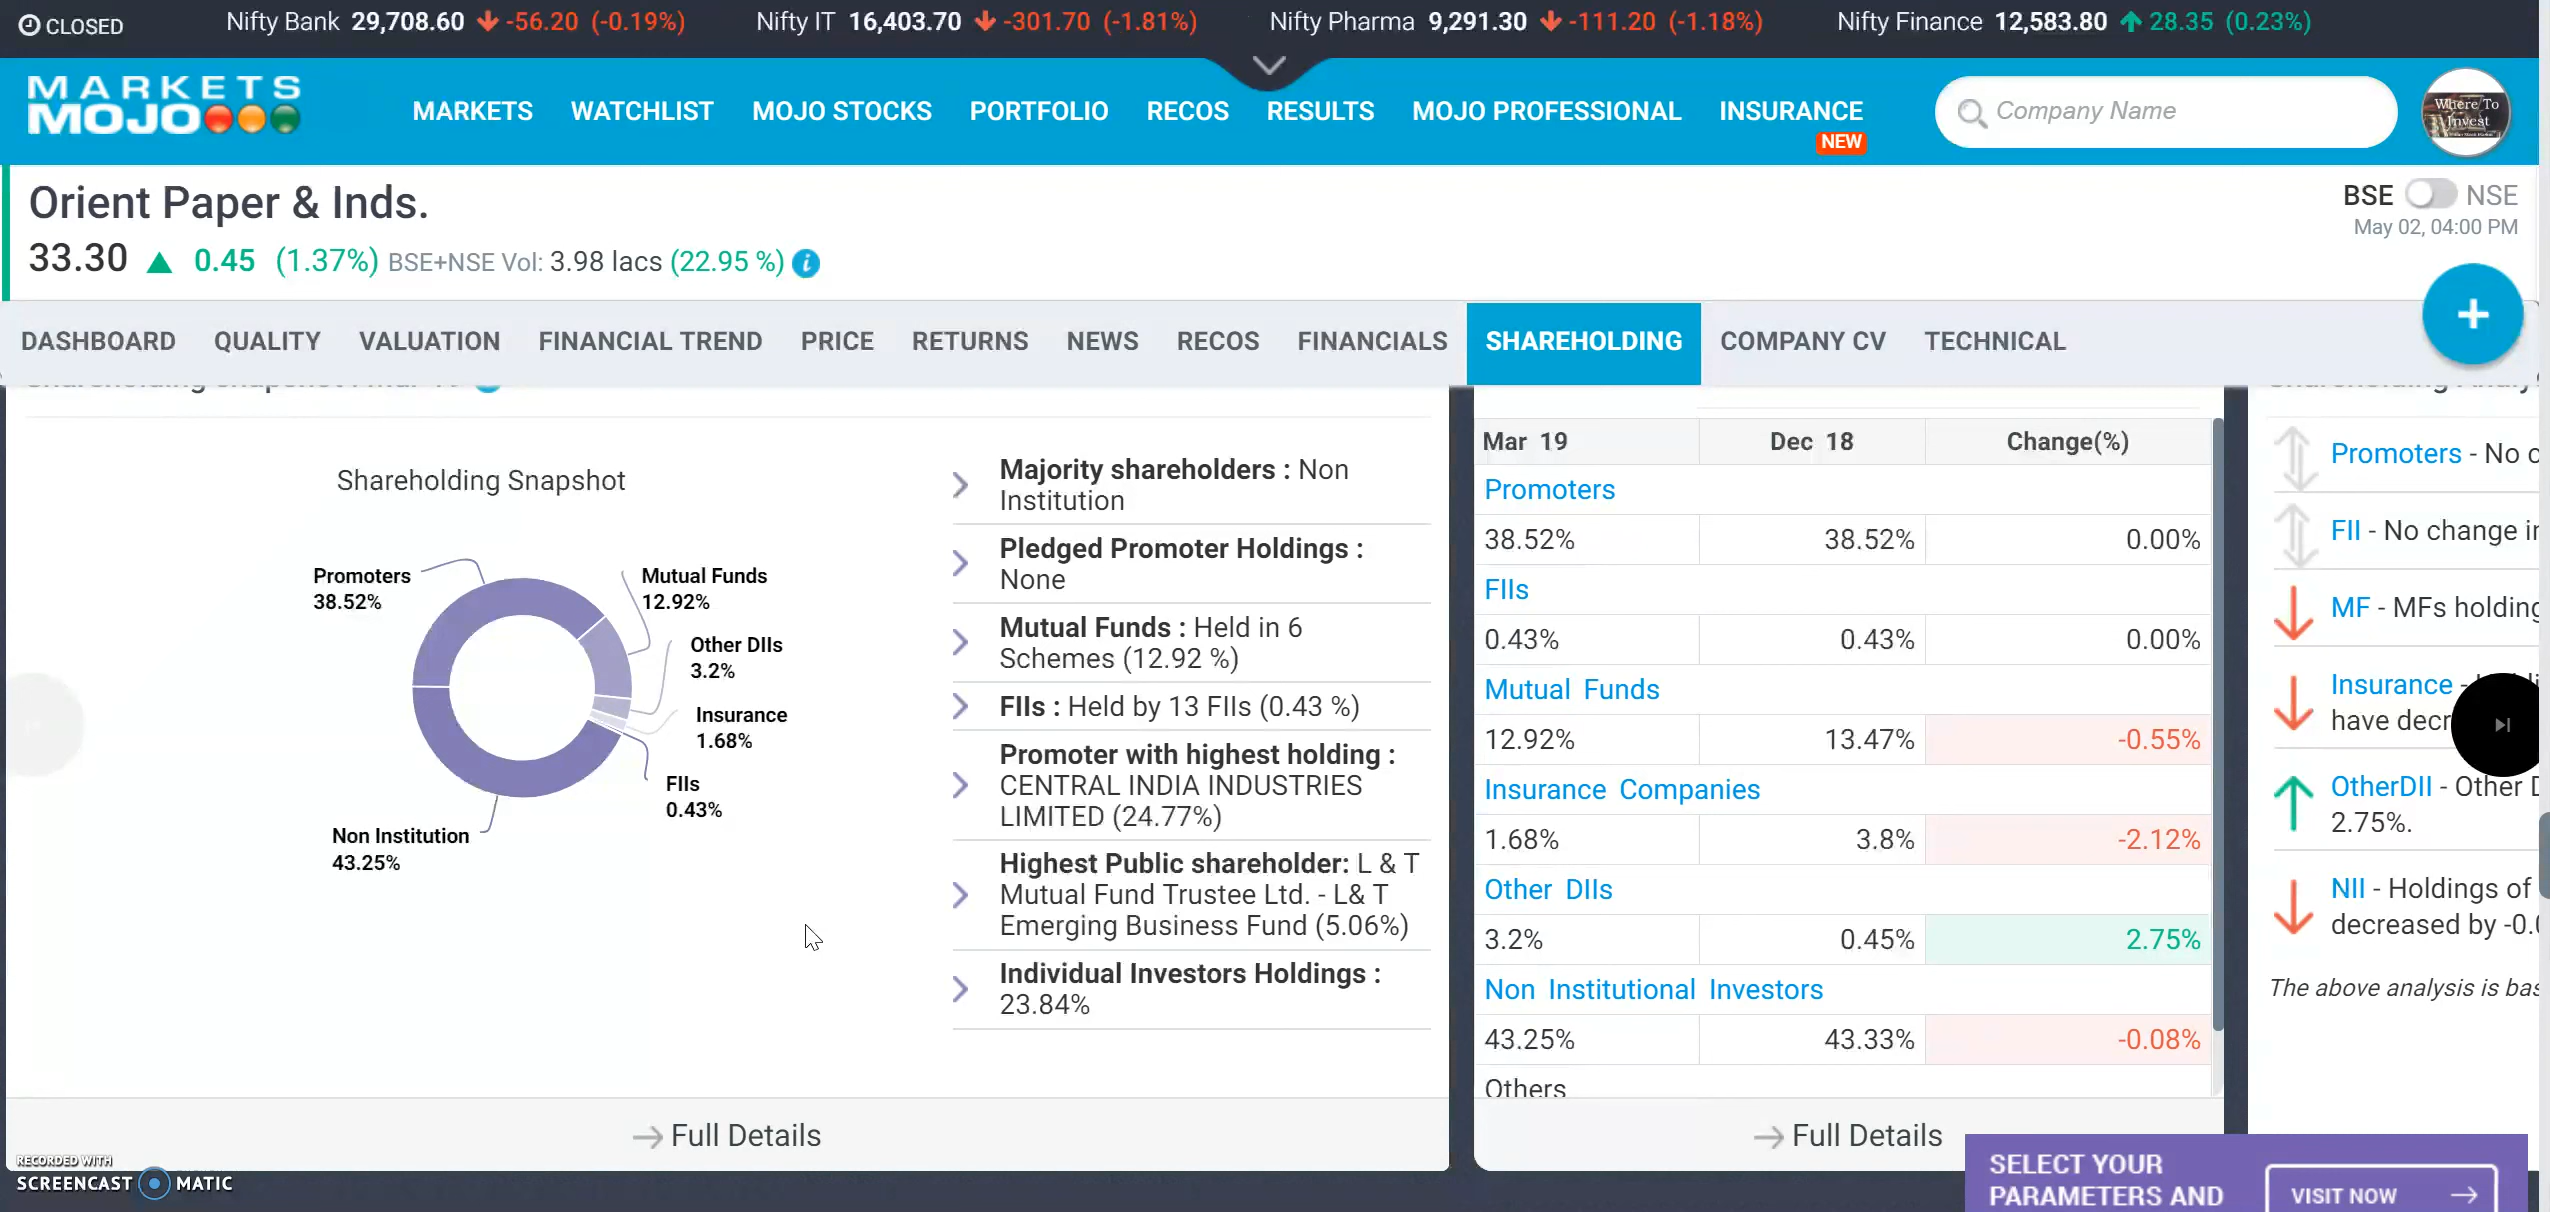 CLOSED
Nifty Bank 29,708.60 -56.20 (-0.19%)
Nifty IT 16,403.70 -301.70 (-1.81%)
Nifty Pharma 9,291.30 -111.20 (-1.18%)
Nifty Finance 12,583.80 28.35 (0.23%)
MARKETS
MOJO
MARKETS WATCHLIST MOJO STOCKS PORTFOLIO RECOS RESULTS MOJO PROFESSIONAL INSURANCE
NEW
Company Name
Where To
Invest
Orient Paper & Inds.
33.30 0.45 (1.37%) BSE+NSE Vol: 3.98 lacs (22.95 %) i
BSE NSE
May 02, 04:00 PM
+
DASHBOARD QUALITY VALUATION FINANCIAL TREND PRICE RETURNS NEWS RECOS FINANCIALS SHAREHOLDING COMPANY CV TECHNICAL
Shareholding Snapshot
Promoters
38.52%
Mutual Funds
12.92%
Other DIIs
3.2%
Insurance
1.68%
FIIs
0.43%
Non Institution
43.25%
Majority shareholders : Non
Institution
Pledged Promoter Holdings :
None
Mutual Funds : Held in 6
Schemes (12.92 %)
FIIs : Held by 13 FIIs (0.43 %)
Promoter with highest holding :
CENTRAL INDIA INDUSTRIES
LIMITED (24.77%)
Highest Public shareholder: L & T
Mutual Fund Trustee Ltd. - L& T
Emerging Business Fund (5.06%)
Individual Investors Holdings :
23.84%
Full Details
Mar 19 Dec 18 Change(%)
Promoters
38.52% 38.52% 0.00%
FIIs
0.43% 0.43% 0.00%
Mutual Funds
12.92% 13.47% -0.55%
Insurance Companies
1.68% 3.8% -2.12%
Other DIIs
3.2% 0.45% 2.75%
Non Institutional Investors
43.25% 43.33% -0.08%
Others
Full Details
Promoters - No
FII - No change
MF - MFs holding
Insurance -
have
OtherDII - Other
2.75%.
NII - Holdings of
decreased by
The above analysis is
SELECT YOUR
PARAMETERS AND
VISIT NOW
RECORDED WITH
SCREENCAST MATIC